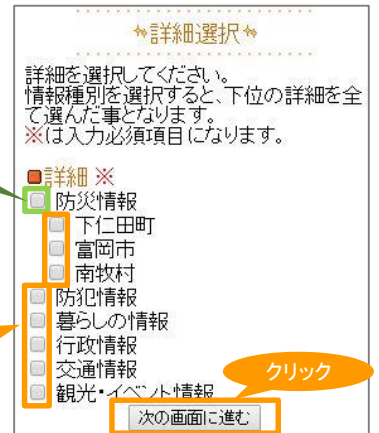 詳細選択
詳細を選択してください。
情報種別を選択すると、下位の詳細を全
て選んだ事となります。
※は入力必須項目になります。
■詳細 ※
防災情報
下仁田町
富岡市
南牧村
防犯情報
暮らしの情報
行政情報
交通情報
観光・イベント情報
クリック
次の画面に進む